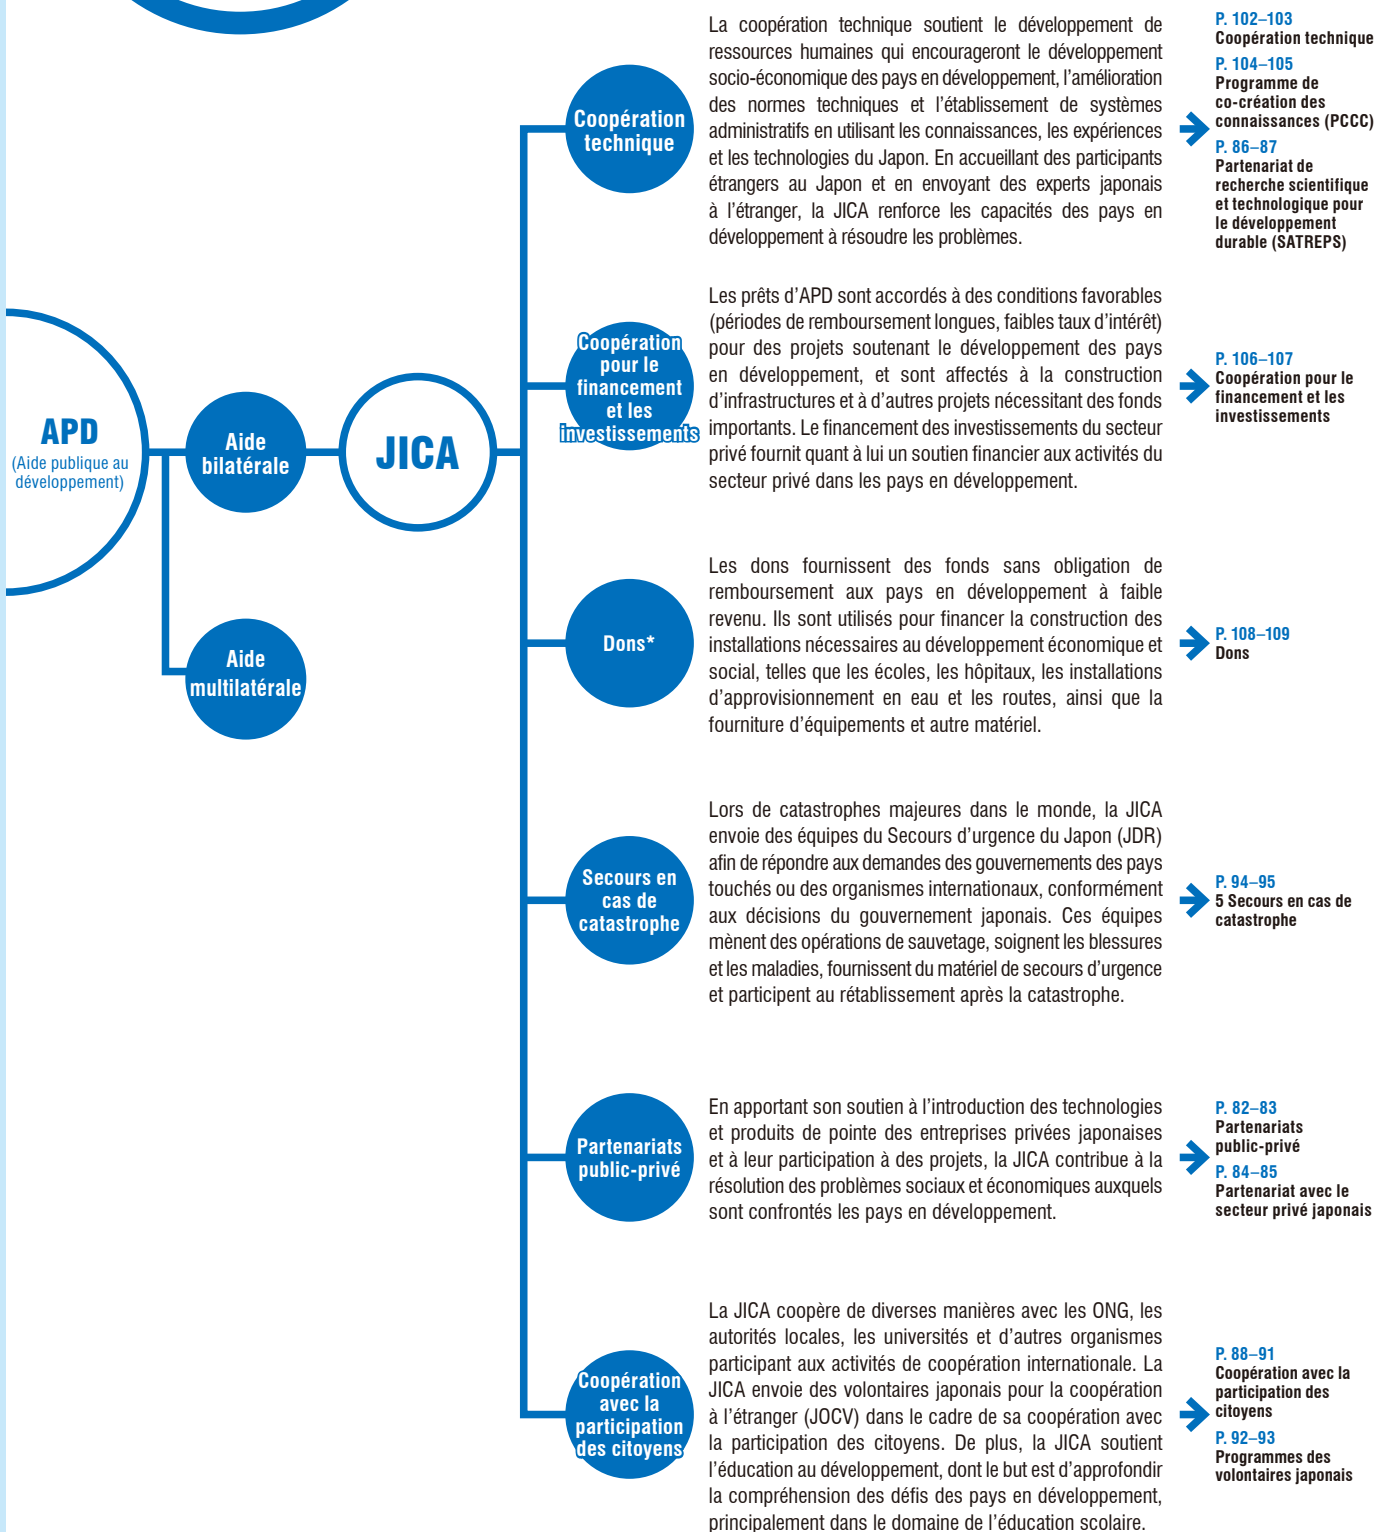 APD
(Aide publique au
développement)
Aide
bilatérale
Aide
multilatérale
JICA
Coopération
technique
La coopération technique soutient le développement de
ressources humaines qui encourageront le développement
socio-économique des pays en développement, l’amélioration
des normes techniques et l’établissement de systèmes
administratifs en utilisant les connaissances, les expériences
et les technologies du Japon. En accueillant des participants
étrangers au Japon et en envoyant des experts japonais
à l’étranger, la JICA renforce les capacités des pays en
développement à résoudre les problèmes.
P. 102–103
Coopération technique
P. 104–105
Programme de
co-création des
connaissances (PCCC)
P. 86–87
Partenariat de
recherche scientifique
et technologique pour
le développement
durable (SATREPS)
Coopération
pour le
financement
et les
investissements
Les prêts d’APD sont accordés à des conditions favorables
(périodes de remboursement longues, faibles taux d’intérêt)
pour des projets soutenant le développement des pays
en développement, et sont affectés à la construction
d’infrastructures et à d’autres projets nécessitant des fonds
importants. Le financement des investissements du secteur
privé fournit quant à lui un soutien financier aux activités du
secteur privé dans les pays en développement.
P. 106–107
Coopération pour le
financement et les
investissements
Dons*
Les dons fournissent des fonds sans obligation de
remboursement aux pays en développement à faible
revenu. Ils sont utilisés pour financer la construction des
installations nécessaires au développement économique et
social, telles que les écoles, les hôpitaux, les installations
d’approvisionnement en eau et les routes, ainsi que la
fourniture d’équipements et autre matériel.
P. 108–109
Dons
Secours en
cas de
catastrophe
Lors de catastrophes majeures dans le monde, la JICA
envoie des équipes du Secours d’urgence du Japon (JDR)
afin de répondre aux demandes des gouvernements des pays
touchés ou des organismes internationaux, conformément
aux décisions du gouvernement japonais. Ces équipes
mènent des opérations de sauvetage, soignent les blessures
et les maladies, fournissent du matériel de secours d’urgence
et participent au rétablissement après la catastrophe.
P. 94–95
5 Secours en cas de
catastrophe
Partenariats
public-privé
En apportant son soutien à l’introduction des technologies
et produits de pointe des entreprises privées japonaises
et à leur participation à des projets, la JICA contribue à la
résolution des problèmes sociaux et économiques auxquels
sont confrontés les pays en développement.
P. 82–83
Partenariats
public-privé
P. 84–85
Partenariat avec le
secteur privé japonais
Coopération
avec la
participation
des citoyens
La JICA coopère de diverses manières avec les ONG, les
autorités locales, les universités et d’autres organismes
participant aux activités de coopération internationale. La
JICA envoie des volontaires japonais pour la coopération
à l’étranger (JOCV) dans le cadre de sa coopération avec
la participation des citoyens. De plus, la JICA soutient
l’éducation au développement, dont le but est d’approfondir
la compréhension des défis des pays en développement,
principalement dans le domaine de l’éducation scolaire.
P. 88–91
Coopération avec la
participation des
citoyens
P. 92–93
Programmes des
volontaires japonais